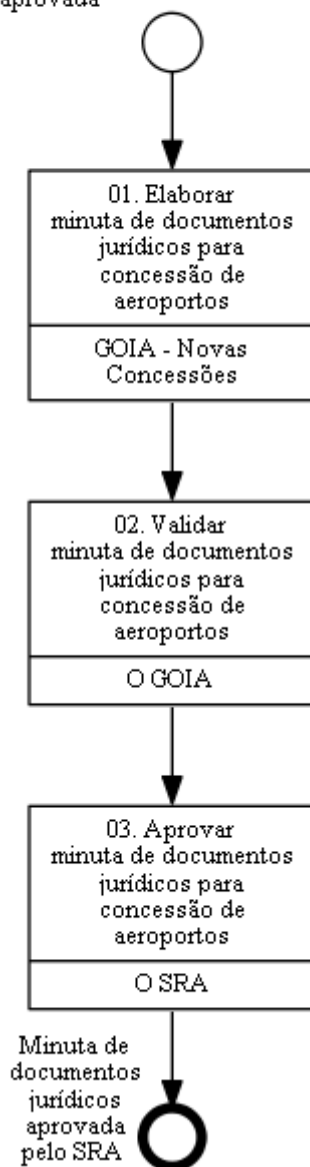 aprovada
01. Elaborar
minuta de documentos
jurídicos para
concessão de
aeroportos
GOIA - Novas
Concessões
02. Validar
minuta de documentos
jurídicos para
concessão de
aeroportos
O GOIA
03. Aprovar
minuta de documentos
jurídicos para
concessão de
aeroportos
O SRA
Minuta de
documentos
jurídicos
aprovada
pelo SRA